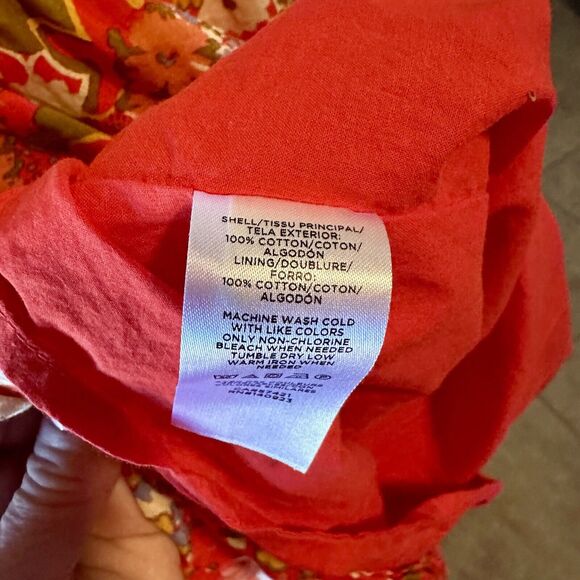 SHELL/TISSU PRINCIPAL/
TELA EXTERIOR:
100% COTTON/COTON/
ALGODÓN
LINING/DOUBLURE/
FORRO:
100% COTTON/COTON/
ALGODÓN
MACHINE WASH COLD
WITH LIKE COLORS
ONLY NON-CHLORINE
BLEACH WHEN NEEDED
TUMBLE DRY LOW
WARM IRON WHEN
NEEDED
SIMILARES